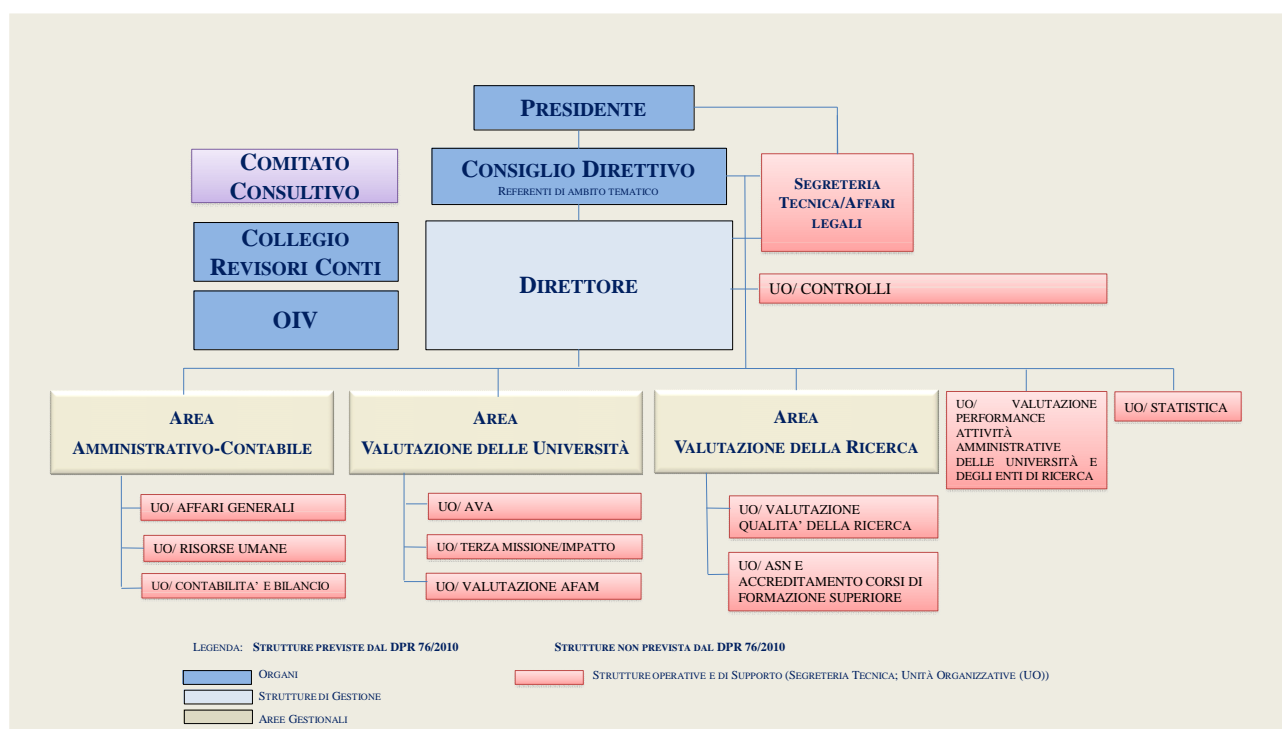 PRESIDENTE
COMITATO
CONSULTIVO
CONSIGLIO DIRETTIVO
REFERENTI DI AMBITO TEMATICO
SEGRETERIA
TECNICA/AFFARI
LEGALI
COLLEGIO
REVISORI CONTI
DIRETTORE
UO/ CONTROLLI
OIV
AREA
AMMINISTRATIVO-CONTABILE
AREA
VALUTAZIONE DELLE UNIVERSITÀ
AREA
VALUTAZIONE DELLA RICERCA
UO/ VALUTAZIONE
PERFORMANCE
ATTIVITÀ
AMMINISTRATIVE
DELLE UNIVERSITÀ E
DEGLI ENTI DI RICERCA
UO/ STATISTICA
UO/ AFFARI GENERALI
UO/ RISORSE UMANE
UO/ CONTABILITA' E BILANCIO
UO/ AVA
UO/ TERZA MISSIONE/IMPATTO
UO/ VALUTAZIONE AFAM
UO/ VALUTAZIONE
QUALITA' DELLA RICERCA
UO/ ASN E
ACCREDITAMENTO CORSI DI
FORMAZIONE SUPERIORE
LEGENDA: STRUTTURE PREVISTE DAL DPR 76/2010
STRUTTURE NON PREVISTA DAL DPR 76/2010
ORGANI
STRUTTURE DI GESTIONE
AREE GESTIONALI
STRUTTURE OPERATIVE E DI SUPPORTO (SEGRETERIA TECNICA; UNITÀ ORGANIZZATIVE (UO))